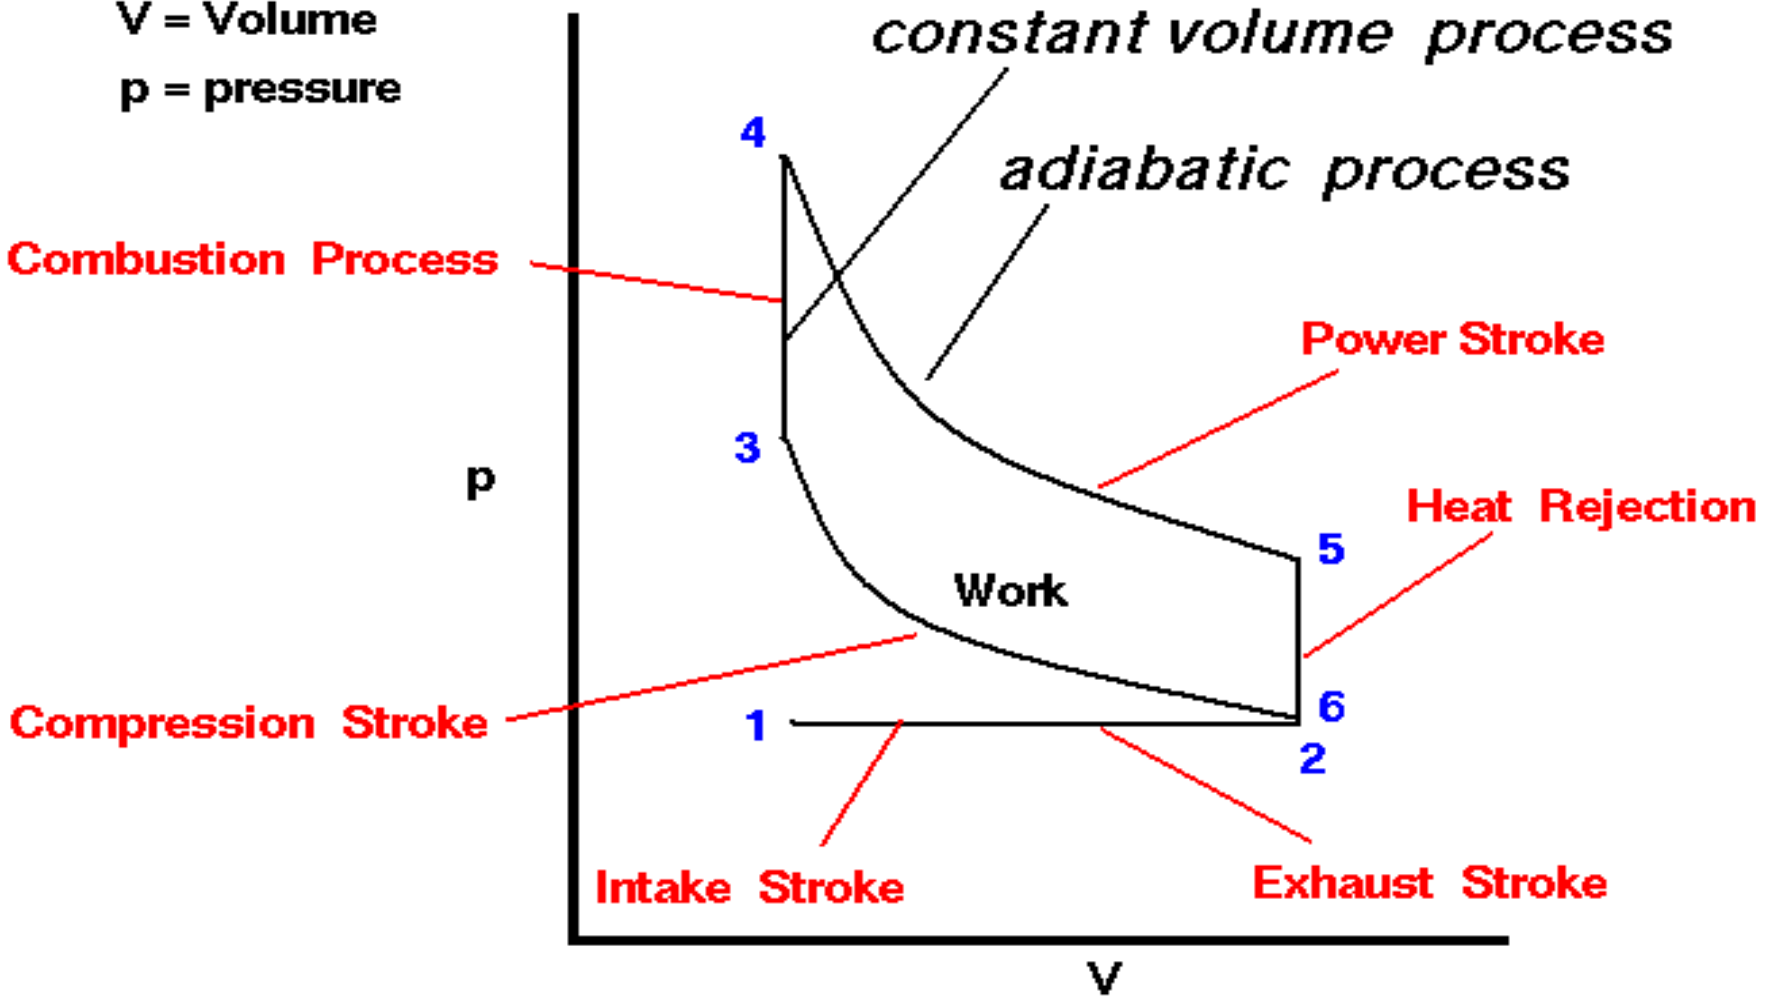 V = Volume
p = pressure
constant volume process
adiabatic process
4
Combustion Process
Power Stroke
3
p
Heat Rejection
5
Work
6
Compression Stroke
1
2
Intake Stroke
Exhaust Stroke
V